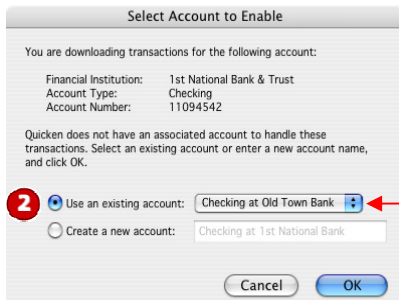 Select Account to Enable
You are downloading transactions for the following account:
Financial Institution: 1st National Bank & Trust
Account Type: Checking
Account Number: 11094542
Quicken does not have an associated account to handle these
transactions. Select an existing account or enter a new account name,
and click OK.
2 Use an existing account: Checking at Old Town Bank
Create a new account: Checking at 1st National Bank
Cancel OK